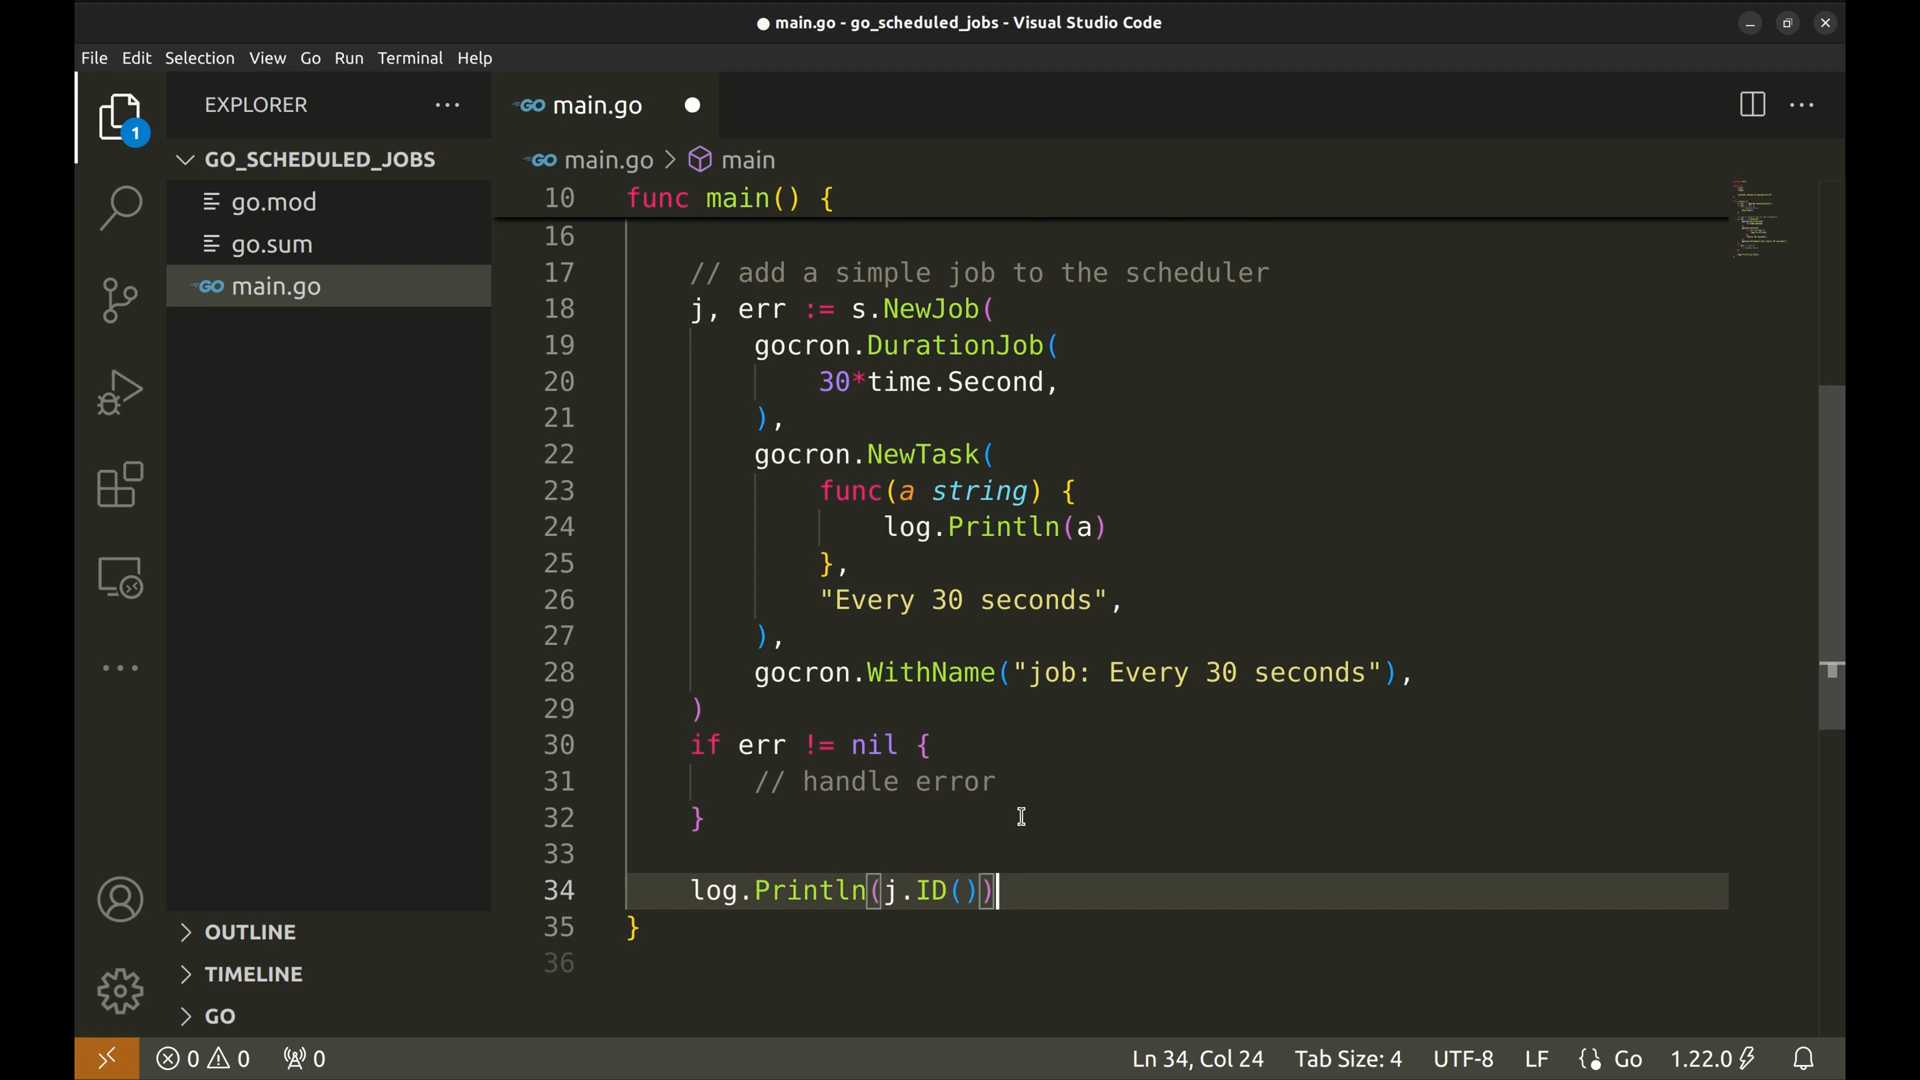 main.go - go_scheduled_jobs - Visual Studio Code
File Edit Selection View Go Run Terminal Help
EXPLORER
GO main.go
1
GO_SCHEDULED_JOBS
GO main.go > main
go.mod
go.sum
GO main.go
10 func main() {
16
17 // add a simple job to the scheduler
18 j, err := s.NewJob(
19 gocron.DurationJob(
20 30*time.Second,
21 ),
22 gocron.NewTask(
23 func(a string) {
24 log.Println(a)
25 },
26 "Every 30 seconds",
27 ),
28 gocron.WithName("job: Every 30 seconds"),
29 )
30 if err != nil {
31 // handle error
32 }
33
34 log.Println(j.ID())
35 }
36
OUTLINE
TIMELINE
GO
0 0 0 Ln 34, Col 24 Tab Size: 4 UTF-8 LF Go 1.22.0